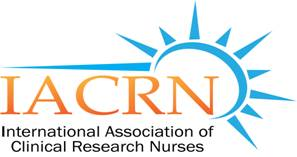 IACRN
International Association of
Clinical Research Nurses